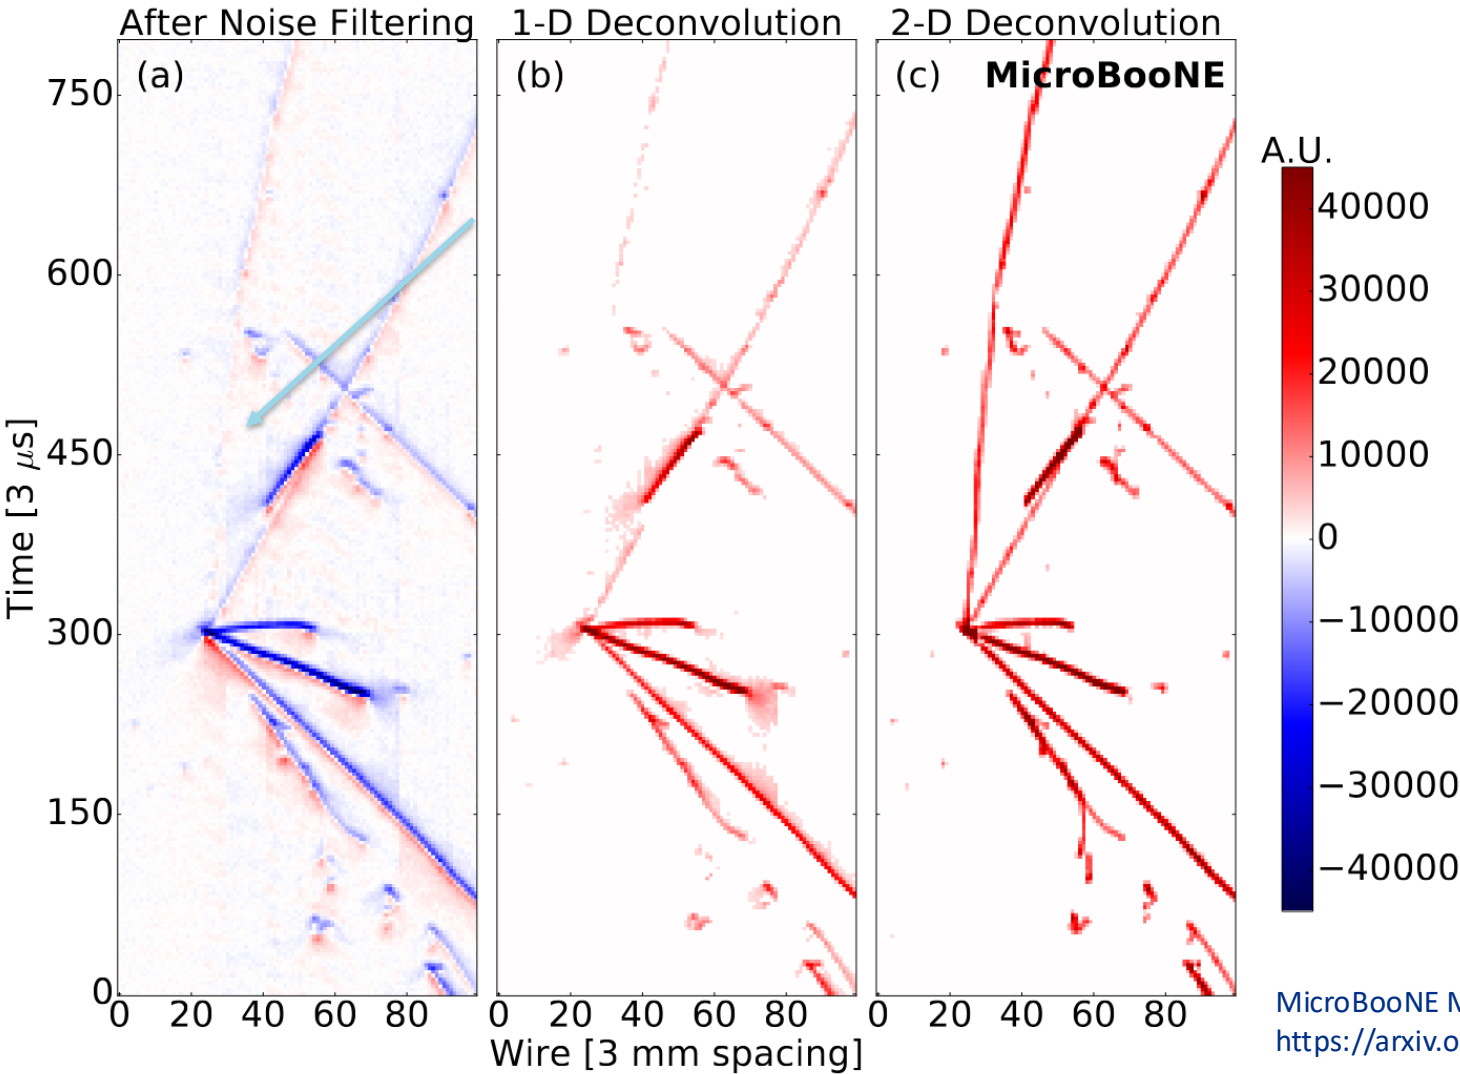 After Noise Filtering
1-D Deconvolution
2-D Deconvolution
(a)
(b)
(c)
MicroBooNE
A.U.
750
600
450
300
150
0
Time [3 μs]
0 20 40 60 80
0 20 40 60 80
0 20 40 60 80
Wire [3 mm spacing]
40000
30000
20000
10000
0
−10000
−20000
−30000
−40000
MicroBooNE
https://arxiv.o